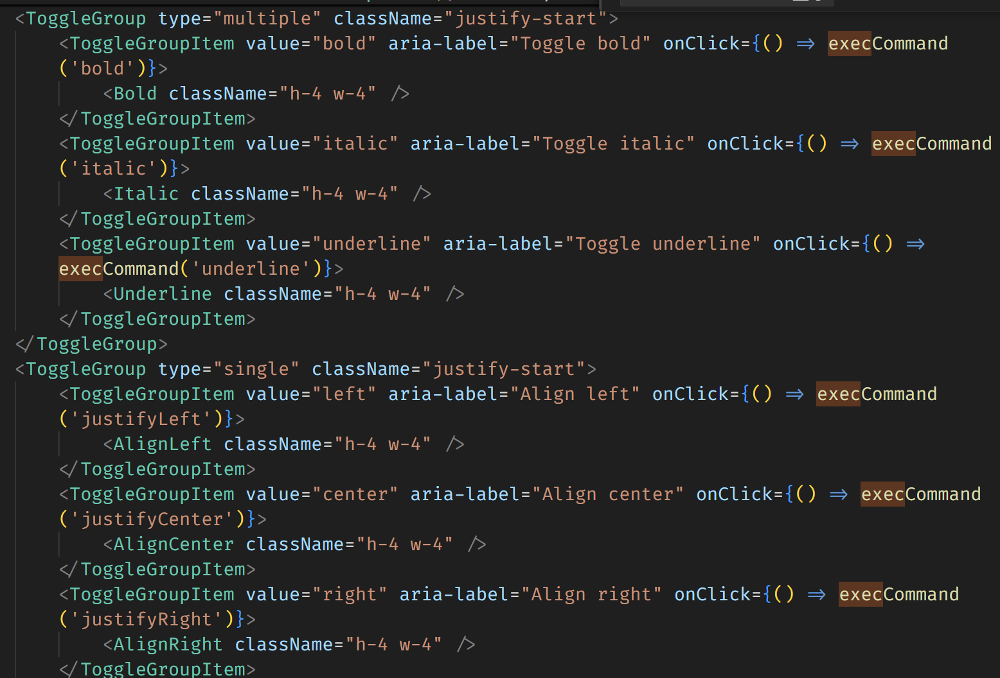 <ToggleGroup type="multiple" className="justify-start">
<ToggleGroupItem value="bold" aria-label="Toggle bold" onClick={() => execCommand
('bold')}>
<Bold className="h-4 w-4" />
</ToggleGroupItem>
<ToggleGroupItem value="italic" aria-label="Toggle italic" onClick={() => execCommand
('italic')}>
<Italic className="h-4 w-4" />
</ToggleGroupItem>
<ToggleGroupItem value="underline" aria-label="Toggle underline" onClick={() =>
execCommand('underline')}>
<Underline className="h-4 w-4" />
</ToggleGroupItem>
</ToggleGroup>
<ToggleGroup type="single" className="justify-start">
<ToggleGroupItem value="left" aria-label="Align left" onClick={() => execCommand
('justifyLeft')}>
<AlignLeft className="h-4 w-4" />
</ToggleGroupItem>
<ToggleGroupItem value="center" aria-label="Align center" onClick={() => execCommand
('justifyCenter')}>
<AlignCenter className="h-4 w-4" />
</ToggleGroupItem>
<ToggleGroupItem value="right" aria-label="Align right" onClick={() => execCommand
('justifyRight')}>
<AlignRight className="h-4 w-4" />
</ToggleGroupItem>